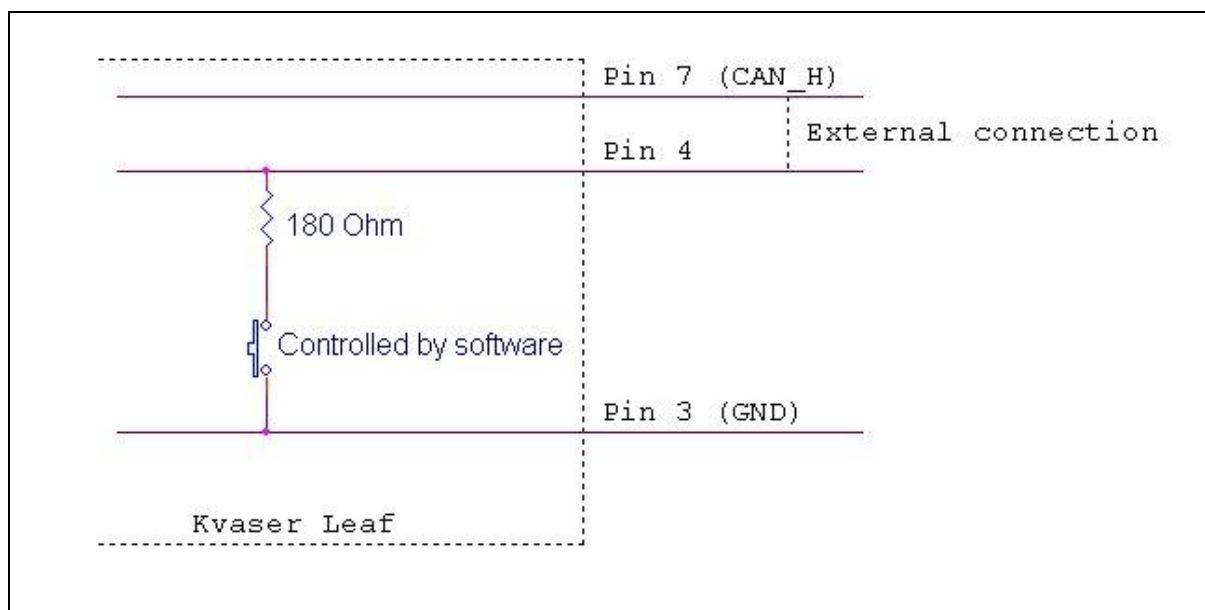 Pin 7 (CAN_H)
External connection
Pin 4
180 Ohm
Controlled by software
Pin 3 (GND)
Kvaser Leaf